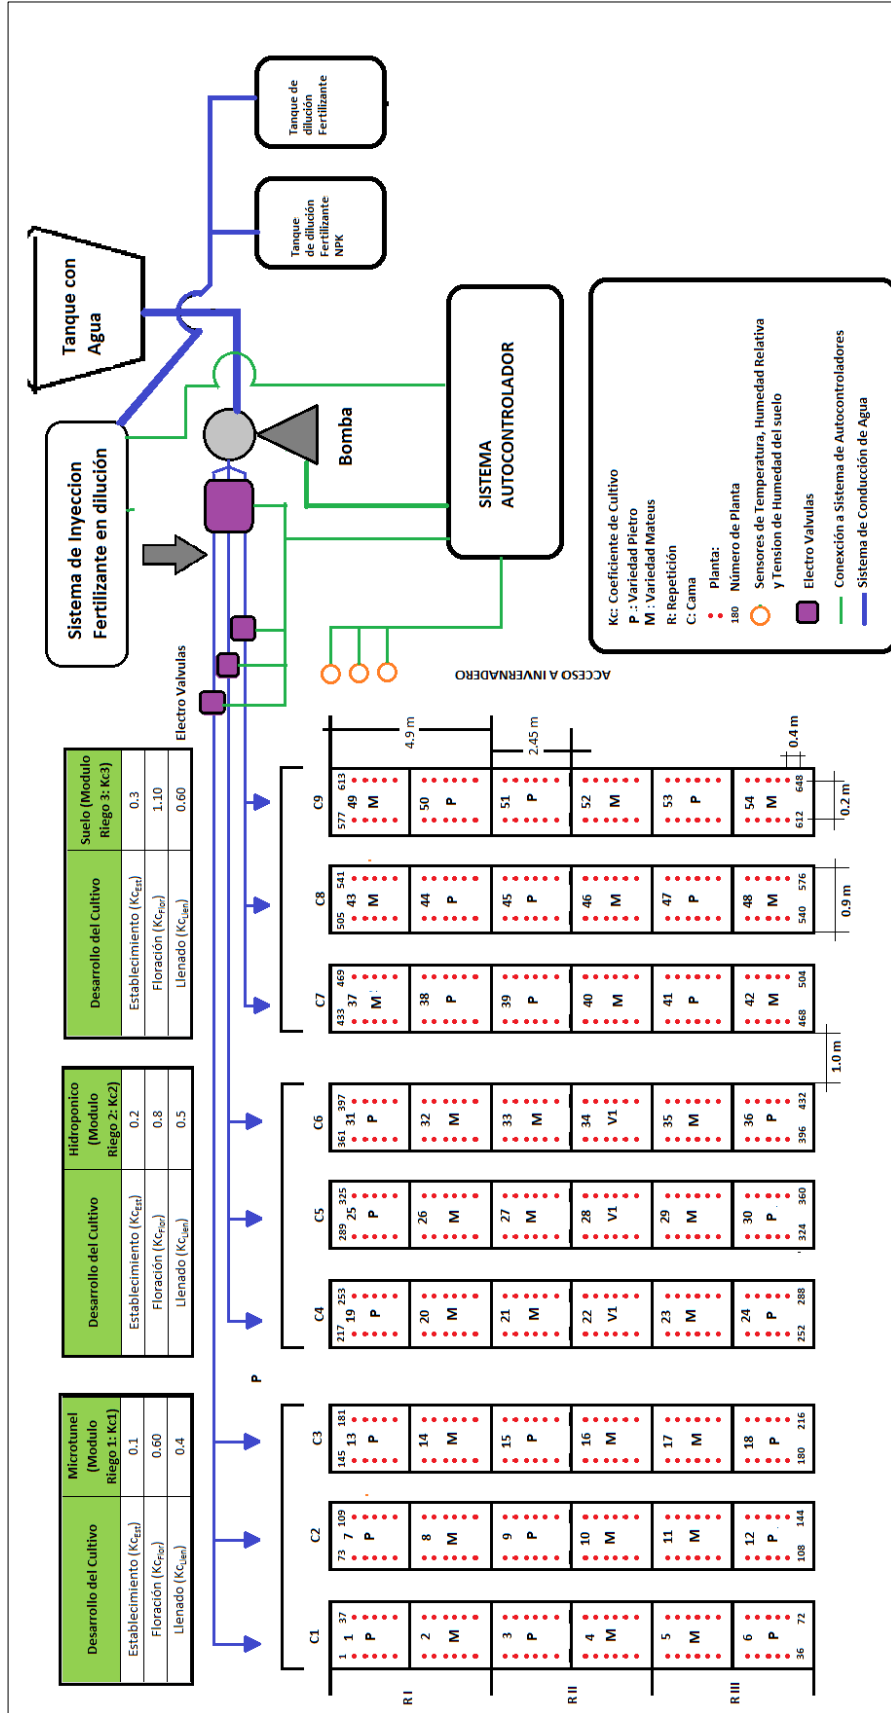 Tanque con
Agua
Sistema de Inyeccion
Fertilizante en dilución
Tanque
de dilución
Fertilizante
NPK
Tanque de
dilución
Fertilizante
Bomba
SISTEMA
AUTOCONTROLADOR
Electro Valvulas
Desarrollo del Cultivo
Microtunel
(Modulo
Riego 1: Kc1)
Establecimiento (KcEst) 0.1
Floración (KcFlor) 0.60
Llenado (KcLlen) 0.4
Desarrollo del Cultivo
Hidroponico
(Modulo
Riego 2: Kc2)
Establecimiento (KcEst) 0.2
Floración (KcFlor) 0.8
Llenado (KcLlen) 0.5
Desarrollo del Cultivo
Suelo (Modulo
Riego 3: Kc3)
Establecimiento (KcEst) 0.3
Floración (KcFlor) 1.10
Llenado (KcLlen) 0.60
P
C1 C2 C3 C4 C5 C6 C7 C8 C9
1 37 73 109 145 181 217 253 289 325 361 397 433 469 505 541 577 613
1 7 13 19 25 31 37 43 49
P P P P P P M M M
2 8 14 20 26 32 38 44 50
M M M M M M P P P
3 9 15 21 27 33 39 45 51
P P P M M M P P P
4 10 16 22 28 34 40 46 52
M M M V1 V1 V1 M M M
5 11 17 23 29 35 41 47 53
M M M M M M P P P
6 12 18 24 30 36 42 48 54
P P P P P P M M M
36 72 108 144 180 216 252 288 324 360 396 432 468 504 540 576 612 648
R I
R II
R III
4.9 m
2.45 m
0.4 m
0.2 m
0.9 m
1.0 m
ACCESO A INVERNADERO
Kc: Coeficiente de Cultivo
P : Variedad Pietro
M : Variedad Mateus
R: Repetición
C: Cama
Planta:
180 Número de Planta
Sensores de Temperatura, Humedad Relativa
y Tension de Humedad del suelo
Electro Valvulas
Conexción a Sistema de Autocontroladores
Sistema de Conducción de Agua